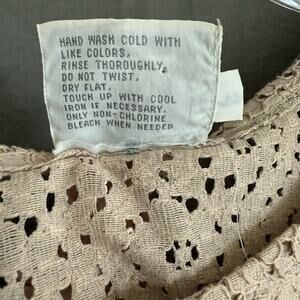 HAND WASH COLD WITH
LIKE COLORS,
RINSE THOROUGHLY,
DO NOT TWIST,
DRY FLAT,
TOUCH UP WITH COOL
IRON IF NECESSARY,
ONLY NON-CHLORINE
BLEACH WHEN NEEDED